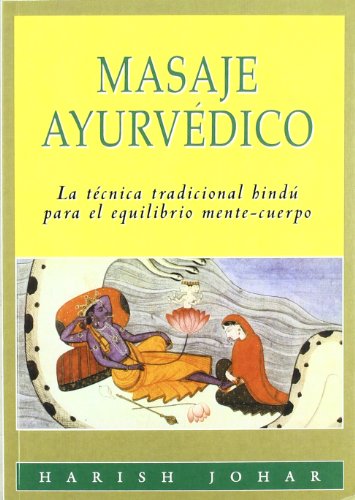 MASAJE
AYURVÉDICO
La técnica tradicional hindú
para el equilibrio mente-cuerpo
HARISH JOHAR